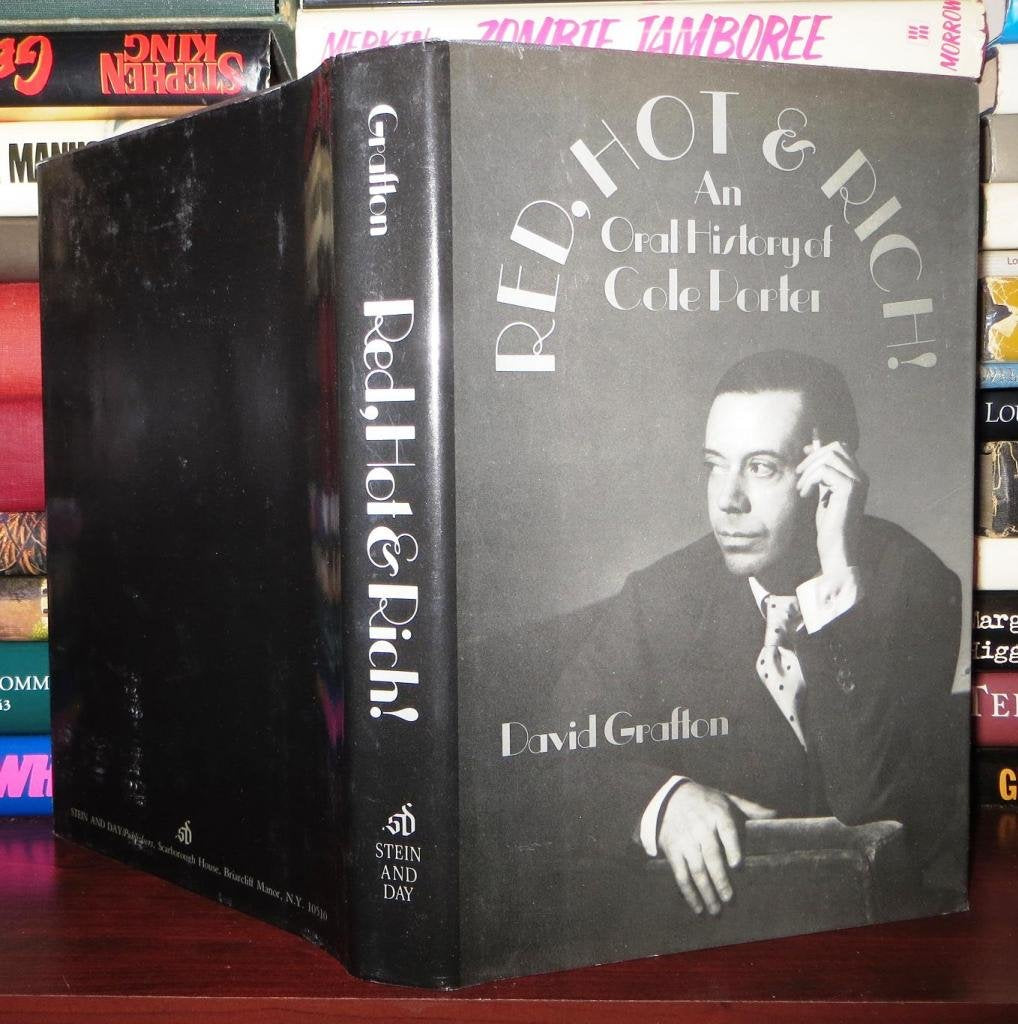 STEPHEN
KING
MERKIN ZOMBIE JAMBOREE
MORROW
RED, HOT & RICH!
An
Oral History of
Cole Porter
David Grafton
Grafton
Red, Hot & Rich!
STEIN
AND
DAY
STEIN AND DAY/Publishers, Scarborough House, Briarcliff Manor, N.Y. 10510